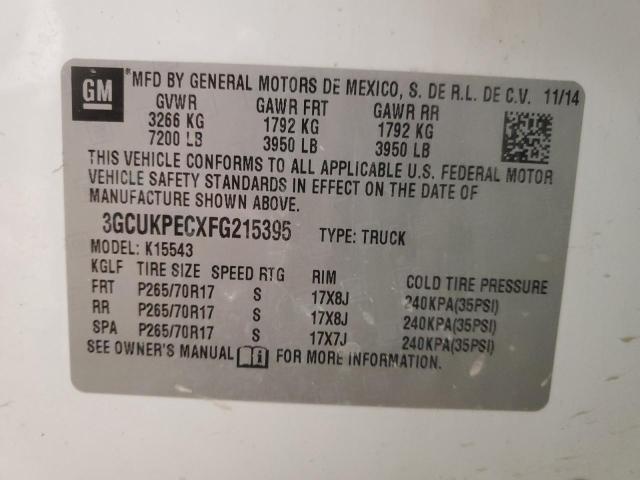 GM ®MFD BY GENERAL MOTORS DE MEXICO, S. DE R.L. DE C.V. 11/14
GVWR GAWR FRT GAWR RR
3266 KG 1792 KG 1792 KG
7200 LB 3950 LB 3950 LB
THIS VEHICLE CONFORMS TO ALL APPLICABLE U.S. FEDERAL MOTOR
VEHICLE SAFETY STANDARDS IN EFFECT ON THE DATE OF
MANUFACTURE SHOWN ABOVE.
3GCUKPECXFG215395 TYPE: TRUCK
MODEL: K15543
KGLF TIRE SIZE SPEED RTG RIM COLD TIRE PRESSURE
FRT P265/70R17 S 17X8J 240KPA(35PSI)
RR P265/70R17 S 17X8J 240KPA(35PSI)
SPA P265/70R17 S 17X7J 240KPA(35PSI)
SEE OWNER'S MANUAL FOR MORE INFORMATION.